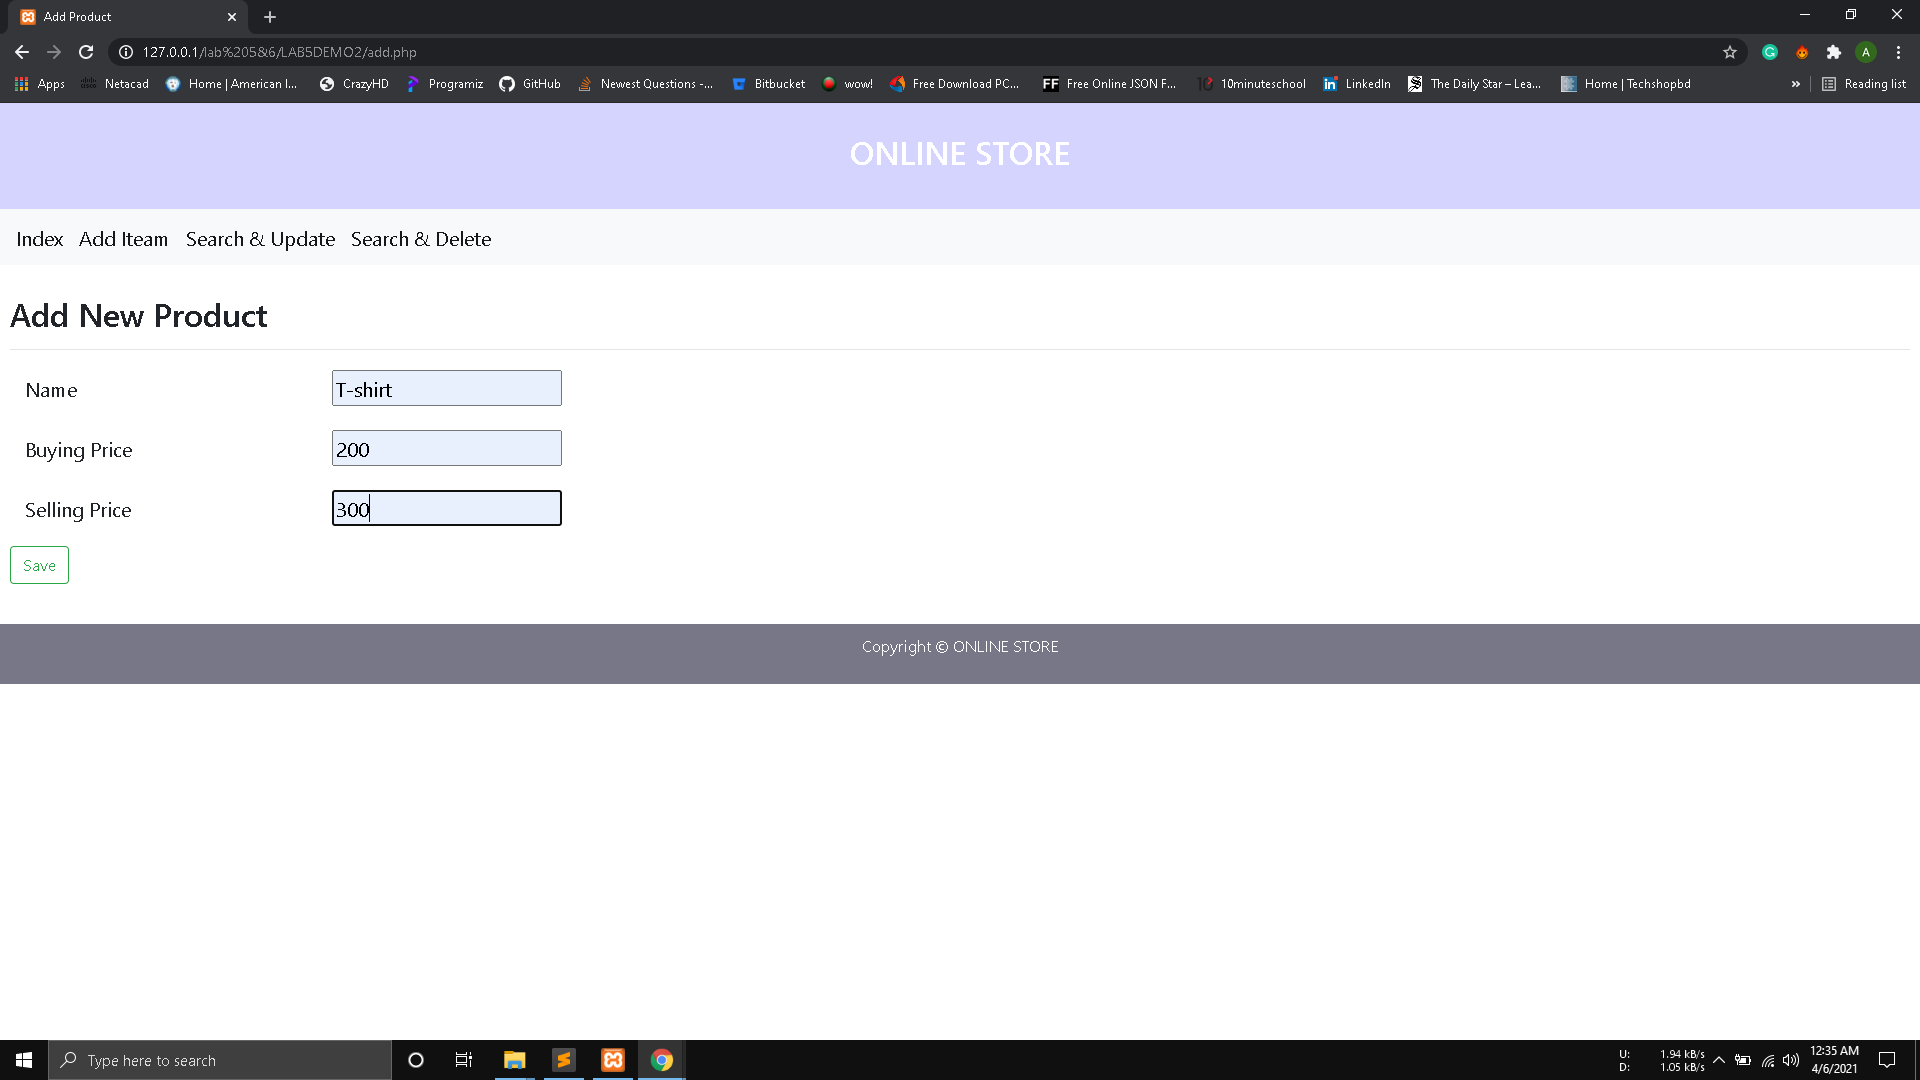 Add Product
127.0.0.1/lab%205&6/LAB5DEMO2/add.php
Apps Netacad Home | American I... CrazyHD Programiz GitHub Newest Questions -... Bitbucket wow! Free Download PC... FF Free Online JSON F... 10 10minuteschool in LinkedIn The Daily Star – Lea... Home | Techshopbd » Reading list
ONLINE STORE
Index Add Iteam Search & Update Search & Delete
Add New Product
Name T-shirt
Buying Price 200
Selling Price 300
Save
Copyright © ONLINE STORE
Type here to search
U: 1.94 kB/s
D: 1.05 kB/s
12:35 AM
4/6/2021